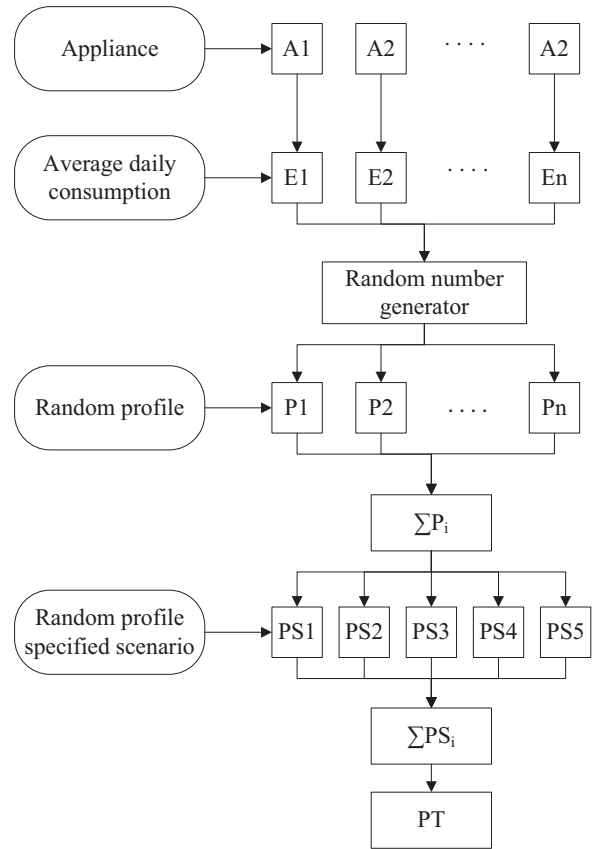 Appliance
A1
A2
. . . .
A2
Average daily
consumption
E1
E2
. . . .
En
Random number
generator
Random profile
P1
P2
. . . .
Pn
∑Pᵢ
Random profile
specified scenario
PS1
PS2
PS3
PS4
PS5
∑PSᵢ
PT